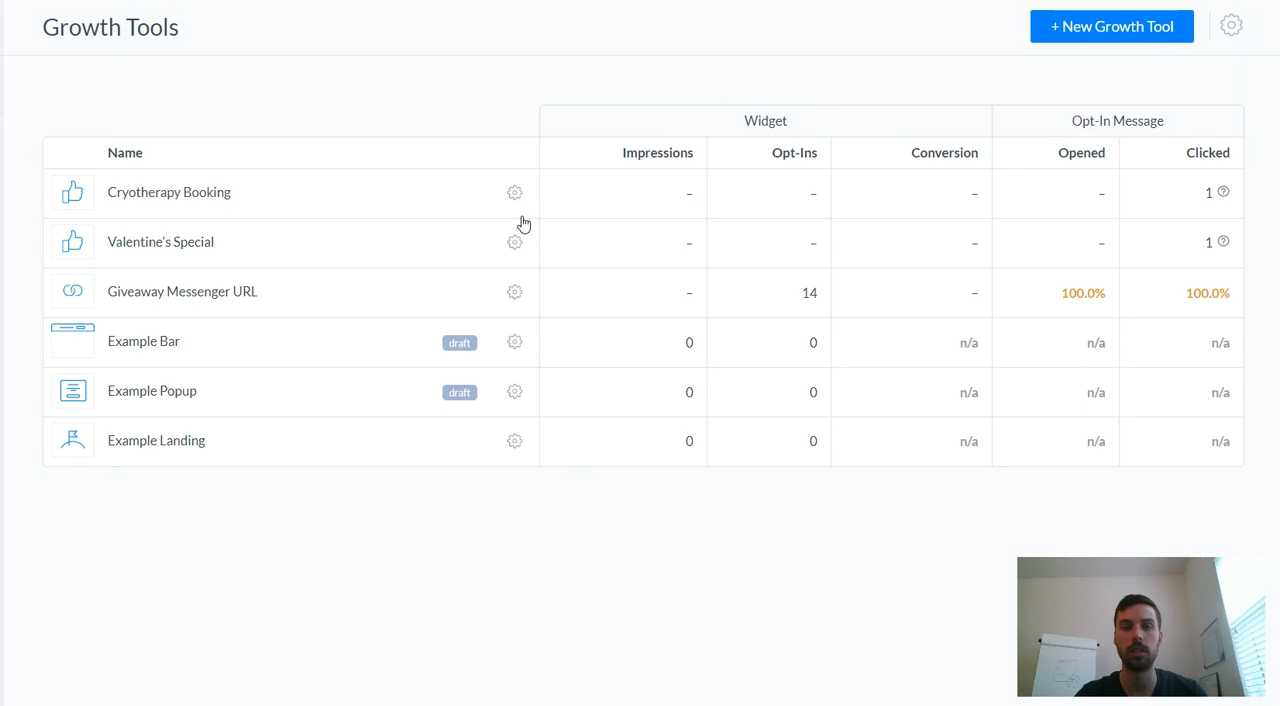 Growth Tools
+ New Growth Tool
Widget
Opt-In Message
Name
Impressions
Opt-Ins
Conversion
Opened
Clicked
Cryotherapy Booking
–
–
–
–
1
Valentine's Special
–
–
–
–
1
Giveaway Messenger URL
–
14
–
100.0%
100.0%
Example Bar
draft
0
0
n/a
n/a
n/a
Example Popup
draft
0
0
n/a
n/a
n/a
Example Landing
0
0
n/a
n/a
n/a